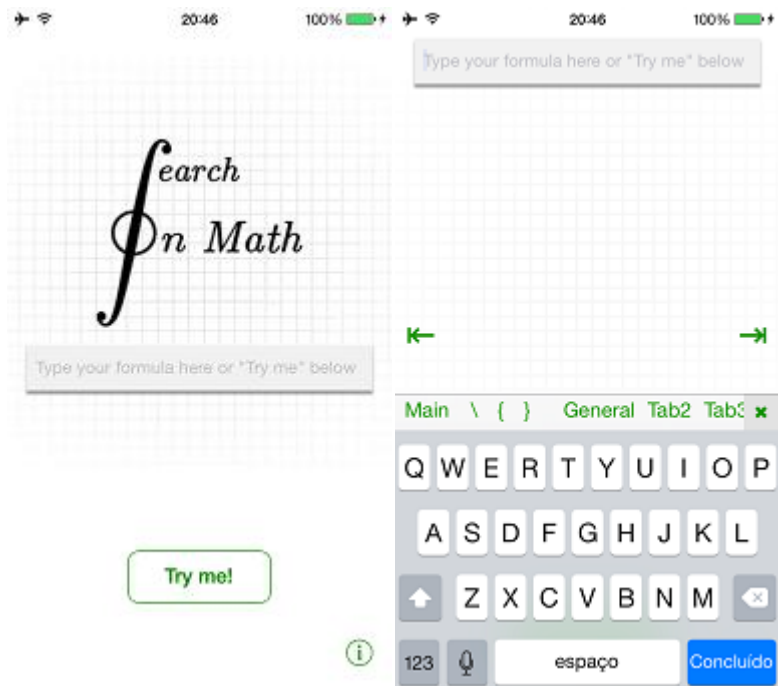 20:46
100%
earch
On Math
Type your formula here or "Try me" below
Try me!
20:46
100%
Type your formula here or "Try me" below
Main \ { } General Tab2 Tab3
Q W E R T Y U I O P
A S D F G H J K L
Z X C V B N M
123 espaço Concluído